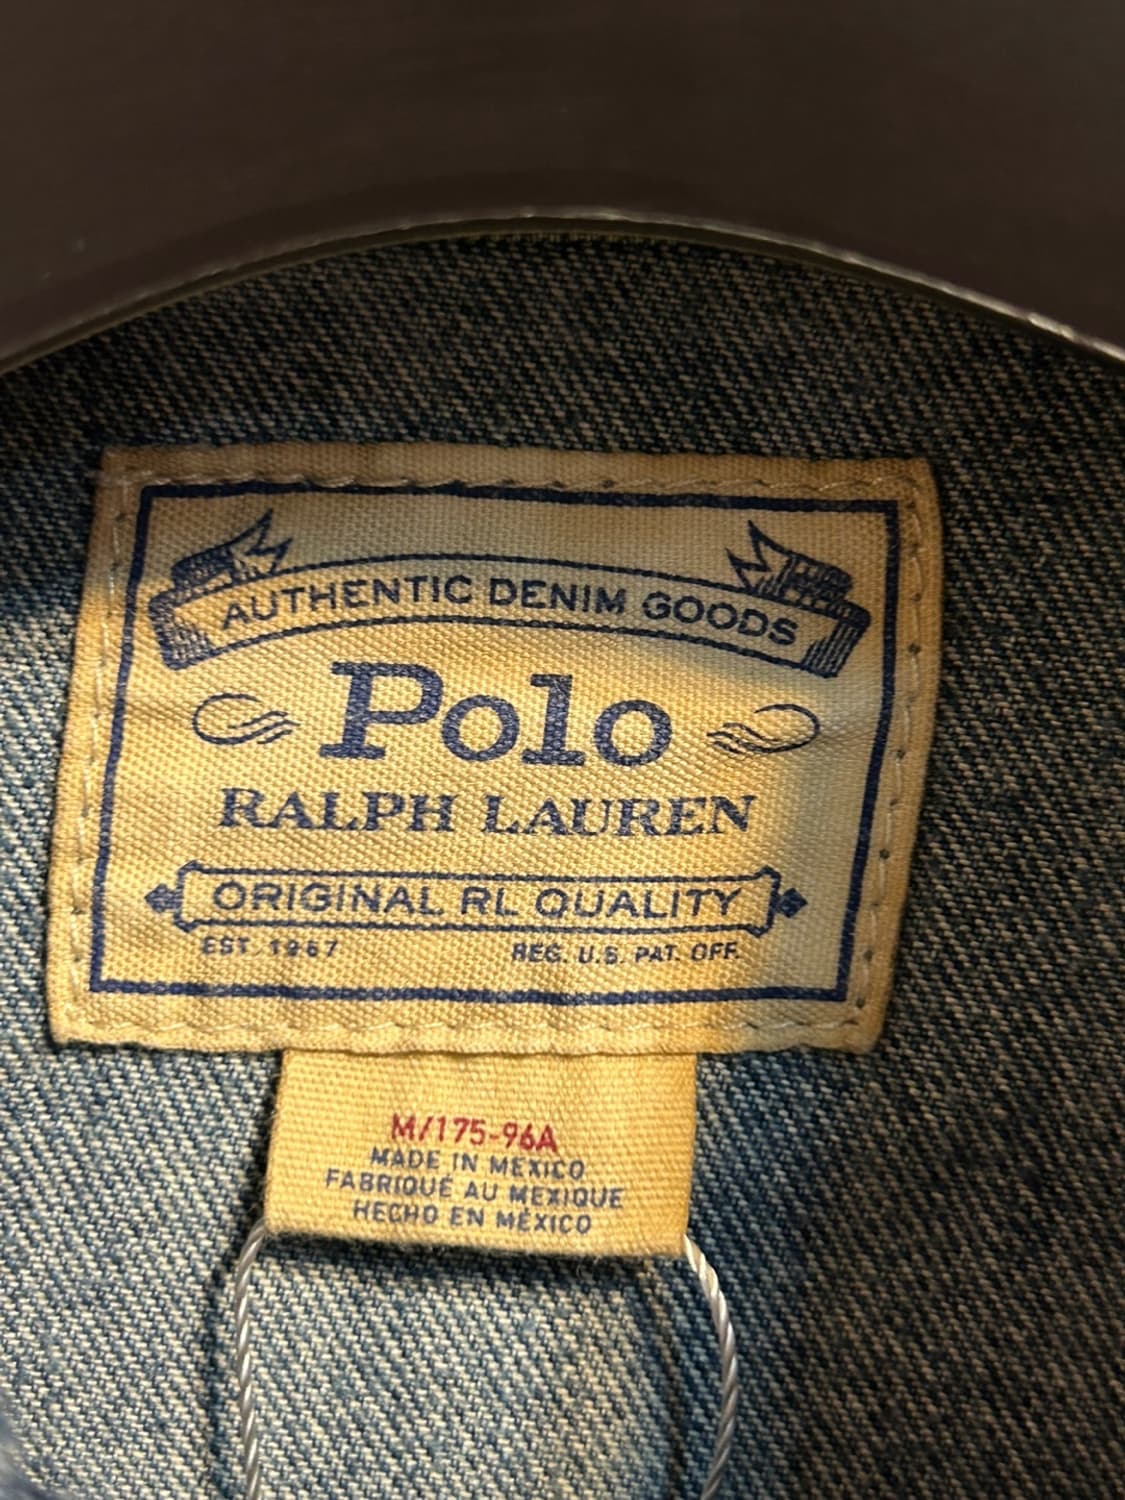 AUTHENTIC DENIM GOODS
Polo
RALPH LAUREN
ORIGINAL RL QUALITY
EST. 1967 REG. U.S. PAT. OFF.
M/175-96A
MADE IN MEXICO
FABRIQUÉ AU MEXIQUE
HECHO EN MÉXICO